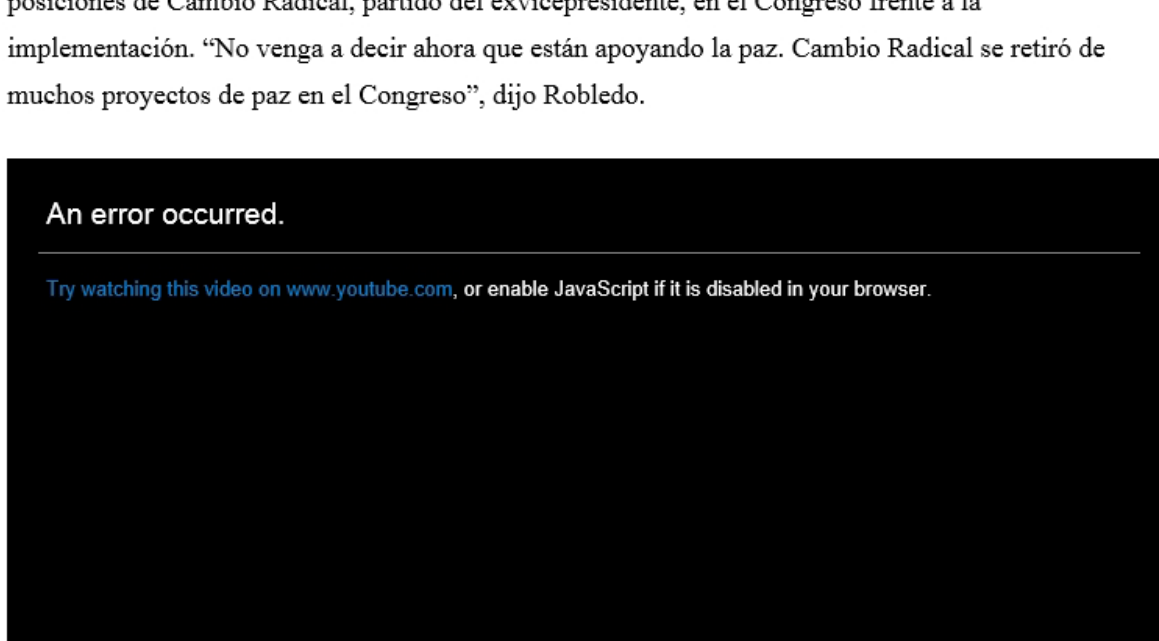 posiciones de Cambio Radical, partido del exvicepresidente, en el Congreso frente a la
implementación. “No venga a decir ahora que están apoyando la paz. Cambio Radical se retiró de
muchos proyectos de paz en el Congreso”, dijo Robledo.
An error occurred.
Try watching this video on www.youtube.com, or enable JavaScript if it is disabled in your browser.